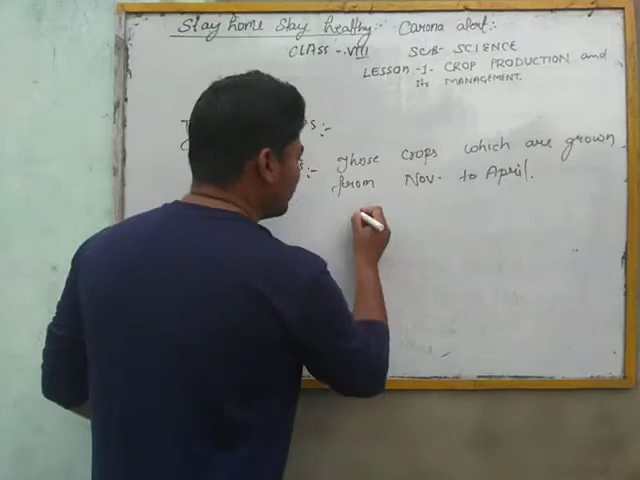 Stay home Stay healthy:- Carona alert:-
CLASS -:VIII SUB- SCIENCE
LESSON -1- CROP PRODUCTION and
its MANAGEMENT.
:-
:- Those crops which are grown
from Nov- to April.